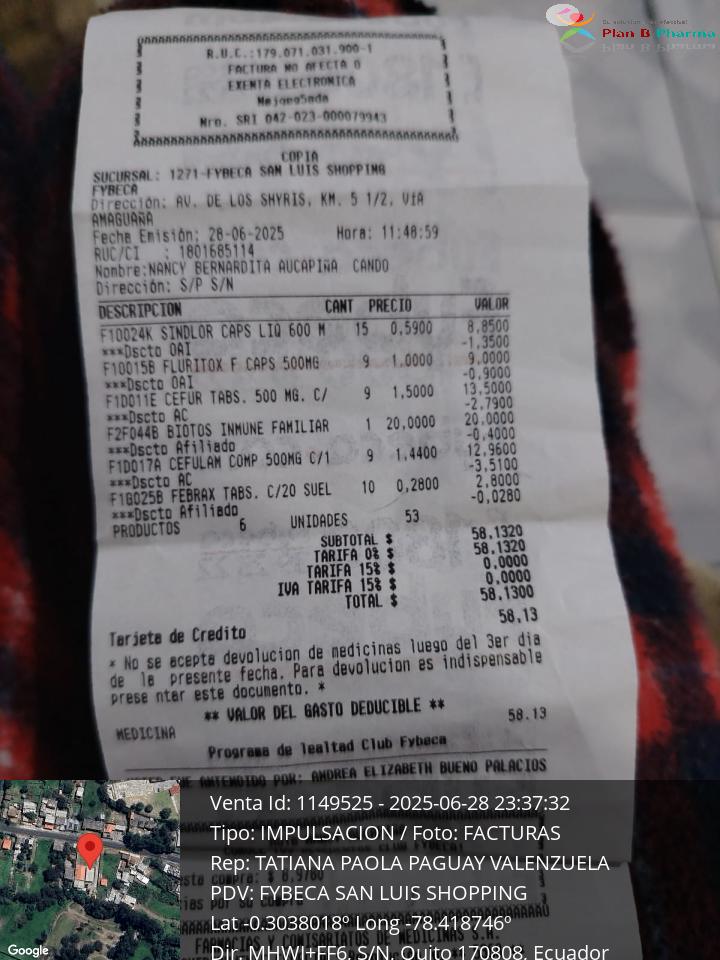 Plan B Pharma
R.U.C.:179.071.031.900-1
FACTURA NO AFECTA 0
EXENTA ELECTRONICA
Nro. SRI 042-023-000079943
COPIA
SUCURSAL: 1271-FYBECA SAN LUIS SHOPPING
FYBECA
Dirección: AV. DE LOS SHYRIS, KM. 5 1/2, VIA
AMAGUAÑA
Fecha Emisión: 28-06-2025 Hora: 11:48:59
RUC/CI : 1801685114
Nombre:NANCY BERNARDITA AUCAPIÑA CANDO
Dirección: S/P S/N
DESCRIPCION CANT PRECIO VALOR
F10024K SINDLOR CAPS LIQ 600 M 15 0,5900 8,8500
***Dscto OAI -1,3500
F10015B FLURITOX F CAPS 500MG 9 1,0000 9,0000
***Dscto OAI -0,9000
F1D011E CEFUR TABS. 500 MG. C/ 9 1,5000 13,5000
***Dscto AC -2,7900
F2F044B BIOTOS INMUNE FAMILIAR 1 20,0000 20,0000
***Dscto Afiliado -0,4000
F1D017A CEFULAM COMP 500MG C/1 9 1,4400 12,9600
***Dscto AC -3,5100
F1G025B FEBRAX TABS. C/20 SUEL 10 0,2800 2,8000
***Dscto Afiliado -0,0280
PRODUCTOS 6 UNIDADES 53
SUBTOTAL $ 58,1320
TARIFA 0% $ 58,1320
TARIFA 15% $ 0,0000
IVA TARIFA 15% $ 0,0000
TOTAL $ 58,1300
58,13
Tarjeta de Credito
* No se acepta devolucion de medicinas luego del 3er dia
de la presente fecha. Para devolucion es indispensable
prese ntar este documento. *
** VALOR DEL GASTO DEDUCIBLE **
MEDICINA 58.13
Programa de lealtad Club Fybeca
ANTENDIDO POR: ANDREA ELIZABETH BUENO PALACIOS
Venta Id: 1149525 - 2025-06-28 23:37:32
Tipo: IMPULSACION / Foto: FACTURAS
Rep: TATIANA PAOLA PAGUAY VALENZUELA
PDV: FYBECA SAN LUIS SHOPPING
Lat -0.3038018º Long -78.418746º
FARMACIAS Y COMISARIATOS DE MEDICINAS S.A.
Dir. MHWJ+FF6, S/N, Quito 170808, Ecuador
Google